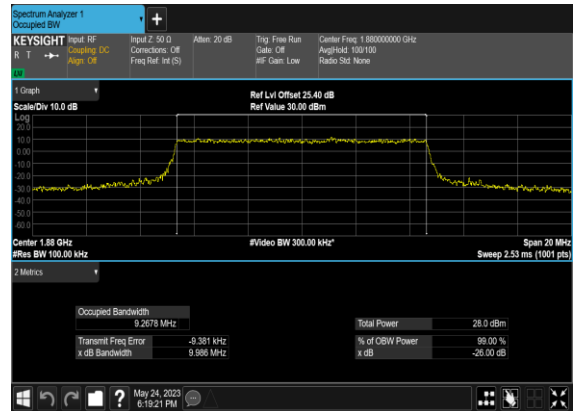 Spectrum Analyzer 1
Occupied BW
+
KEYSIGHT Input: RF Input Z: 50 Ω Atten: 20 dB Trig: Free Run Center Freq: 1.880000000 GHz
R T Coupling: DC Corrections: Off Gate: Off Avg|Hold: 100/100
Align: Off Freq Ref: Int (S) #IF Gain: Low Radio Std: None
LV
1 Graph Ref Lvl Offset 25.40 dB
Scale/Div 10.0 dB Ref Value 30.00 dBm
Log
20.0
10.0
0.00
-10.0
-20.0
-30.0
-40.0
-50.0
-60.0
Center 1.88 GHz #Video BW 300.00 kHz* Span 20 MHz
#Res BW 100.00 kHz Sweep 2.53 ms (1001 pts)
2 Metrics
Occupied Bandwidth
9.2678 MHz Total Power 28.0 dBm
Transmit Freq Error -9.381 kHz % of OBW Power 99.00 %
x dB Bandwidth 9.986 MHz x dB -26.00 dB
? May 24, 2023
6:19:21 PM